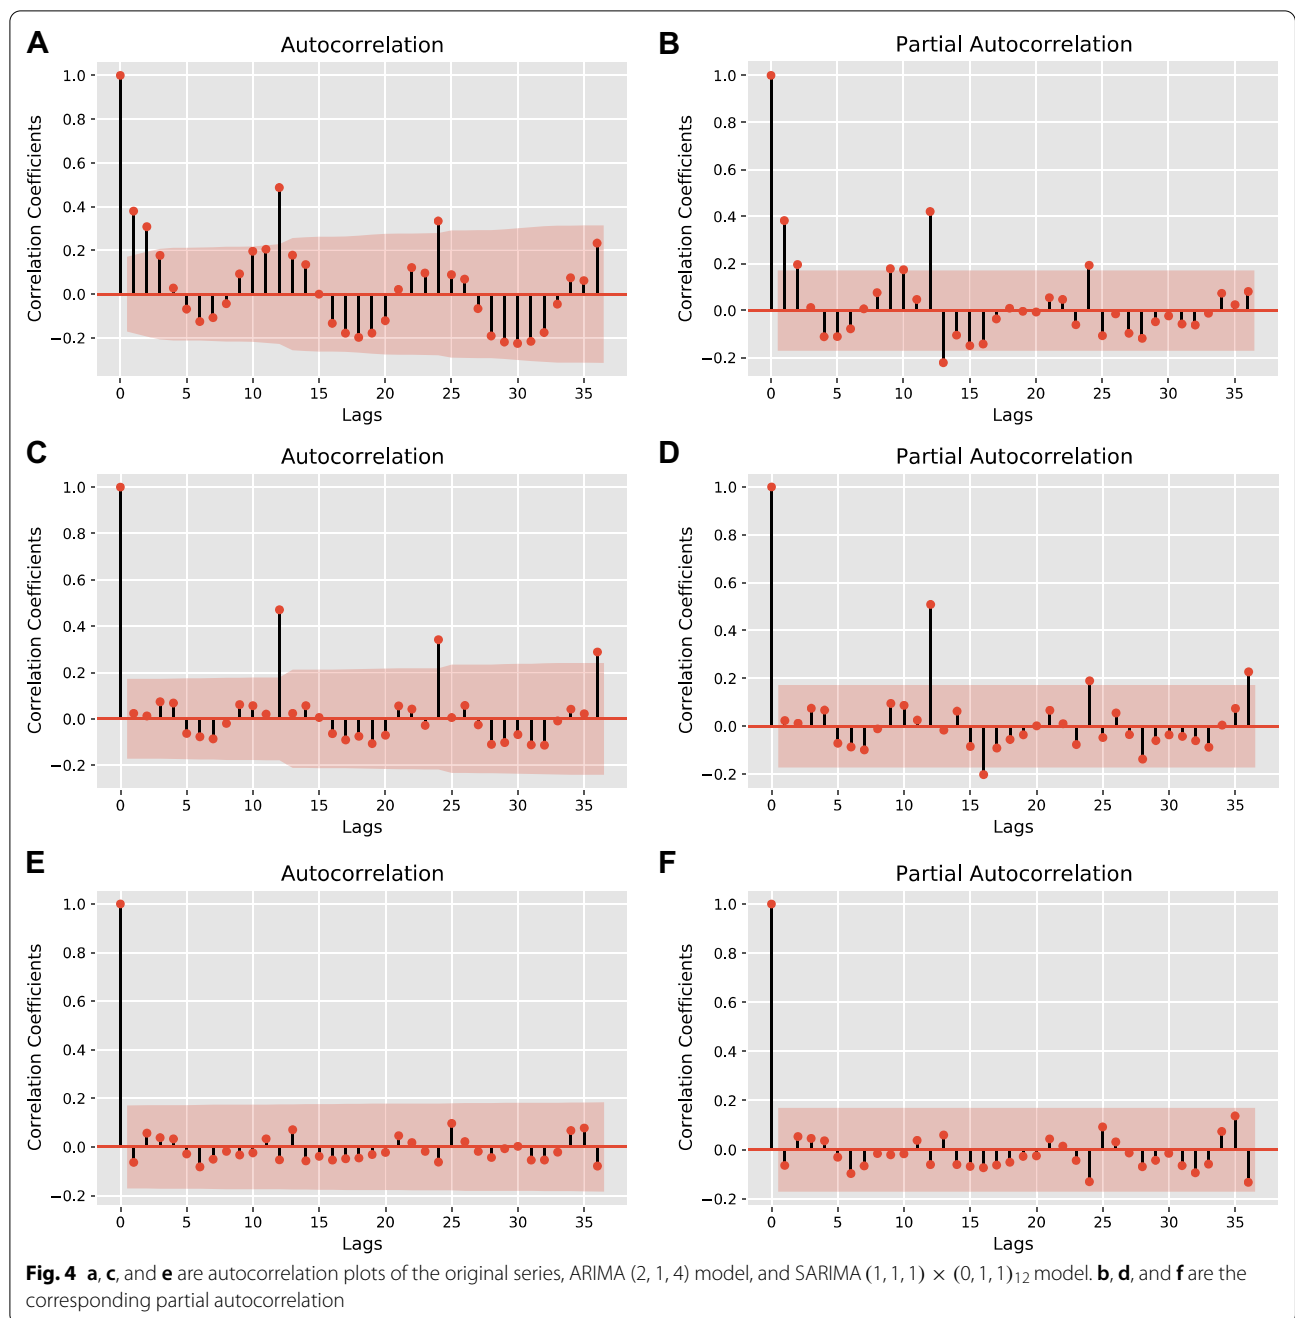 A
Autocorrelation
Correlation Coefficients
1.0
0.8
0.6
0.4
0.2
0.0
−0.2
0 5 10 15 20 25 30 35
Lags
B
Partial Autocorrelation
Correlation Coefficients
1.0
0.8
0.6
0.4
0.2
0.0
−0.2
0 5 10 15 20 25 30 35
Lags
C
Autocorrelation
Correlation Coefficients
1.0
0.8
0.6
0.4
0.2
0.0
−0.2
0 5 10 15 20 25 30 35
Lags
D
Partial Autocorrelation
Correlation Coefficients
1.0
0.8
0.6
0.4
0.2
0.0
−0.2
0 5 10 15 20 25 30 35
Lags
E
Autocorrelation
Correlation Coefficients
1.0
0.8
0.6
0.4
0.2
0.0
−0.2
0 5 10 15 20 25 30 35
Lags
F
Partial Autocorrelation
Correlation Coefficients
1.0
0.8
0.6
0.4
0.2
0.0
−0.2
0 5 10 15 20 25 30 35
Lags
Fig. 4 a, c, and e are autocorrelation plots of the original series, ARIMA (2, 1, 4) model, and SARIMA (1, 1, 1) × (0, 1, 1)₁₂ model. b, d, and f are the
corresponding partial autocorrelation